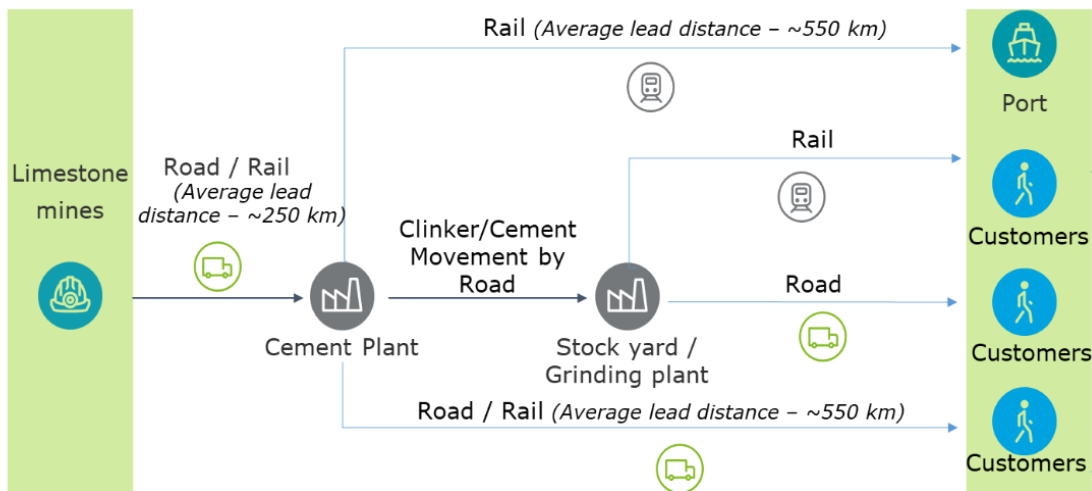 Rail (Average lead distance – ~550 km)
Port
Rail
Limestone
mines
Road / Rail
(Average lead
distance – ~250 km)
Customers
Clinker/Cement
Movement by
Road
Road
Cement Plant
Stock yard /
Grinding plant
Customers
Road / Rail (Average lead distance – ~550 km)
Customers